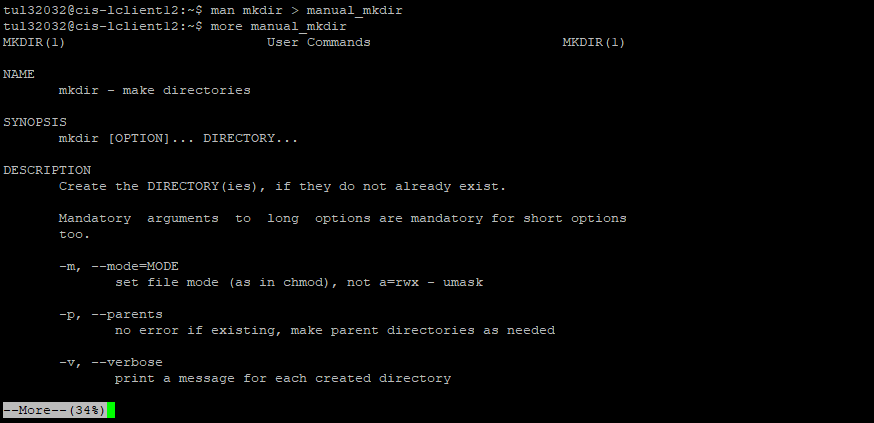 tul32032@cis-lclient12:~$ man mkdir > manual_mkdir
tul32032@cis-lclient12:~$ more manual_mkdir
MKDIR(1)                         User Commands                        MKDIR(1)
NAME
       mkdir - make directories
SYNOPSIS
       mkdir [OPTION]... DIRECTORY...
DESCRIPTION
       Create the DIRECTORY(ies), if they do not already exist.
       Mandatory  arguments  to  long  options are mandatory for short options
       too.
       -m, --mode=MODE
              set file mode (as in chmod), not a=rwx - umask
       -p, --parents
              no error if existing, make parent directories as needed
       -v, --verbose
              print a message for each created directory
--More--(34%)